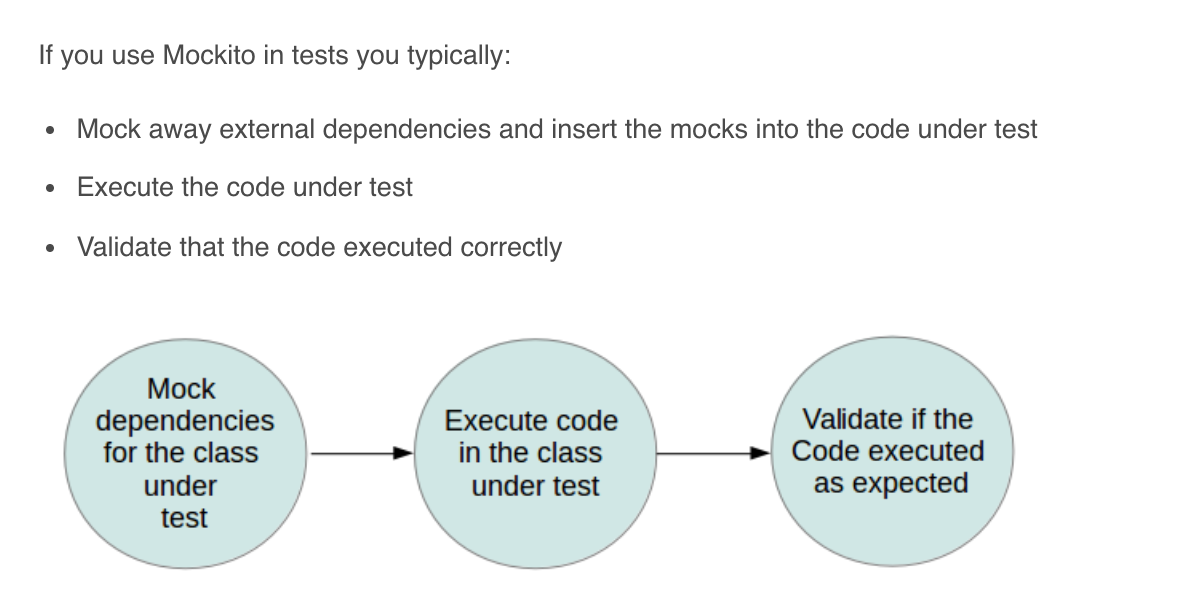 If you use Mockito in tests you typically:
• Mock away external dependencies and insert the mocks into the code under test
• Execute the code under test
• Validate that the code executed correctly
Mock
dependencies
for the class
under
test
Execute code
in the class
under test
Validate if the
Code executed
as expected